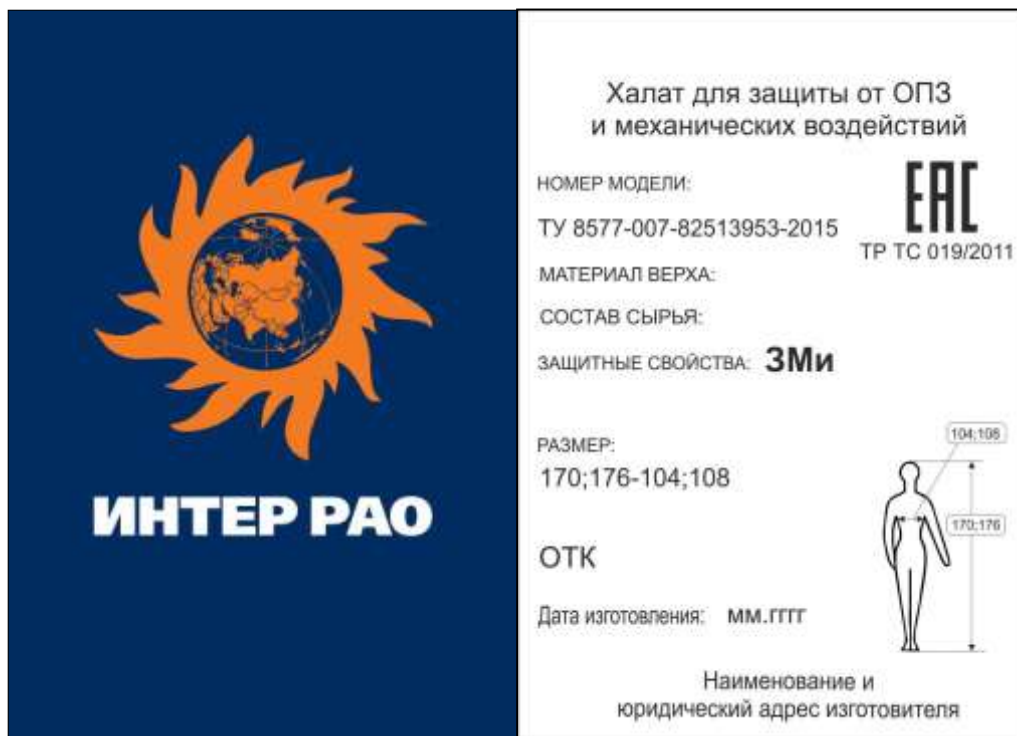 ИНТЕР РАО
Халат для защиты от ОПЗ
и механических воздействий
НОМЕР МОДЕЛИ:
ТУ 8577-007-82513953-2015
EAC
ТР ТС 019/2011
МАТЕРИАЛ ВЕРХА:
СОСТАВ СЫРЬЯ:
ЗАЩИТНЫЕ СВОЙСТВА: ЗМи
РАЗМЕР:
170;176-104;108
104;108
170;176
ОТК
Дата изготовления: мм.гггг
Наименование и
юридический адрес изготовителя